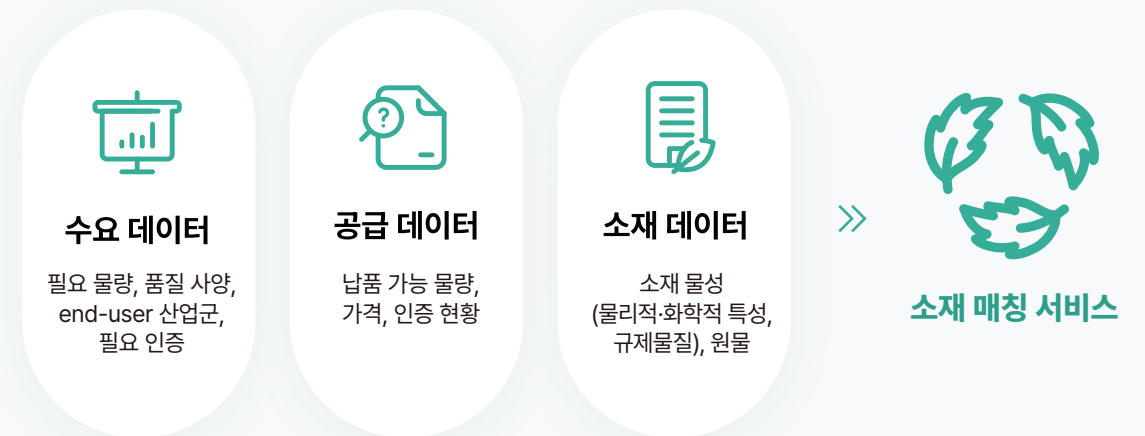 수요 데이터
필요 물량, 품질 사양,
end-user 산업군,
필요 인증
?
공급 데이터
납품 가능 물량,
가격, 인증 현황
소재 데이터
소재 물성
(물리적·화학적 특성,
규제물질), 원물
소재 매칭 서비스